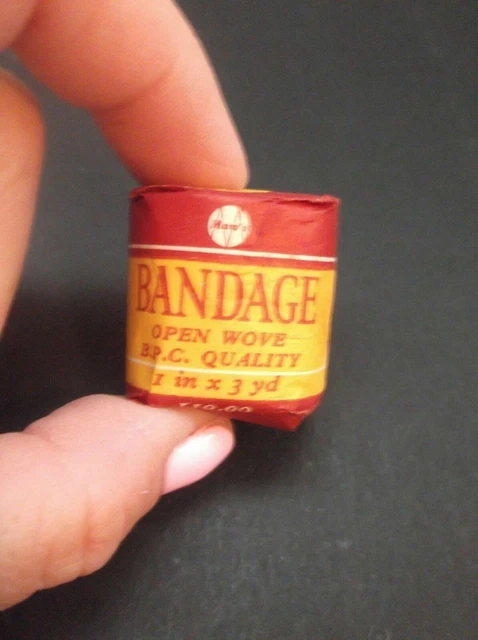 BANDAGE
OPEN WOVE
B.P.C. QUALITY
1 in x 3 yd